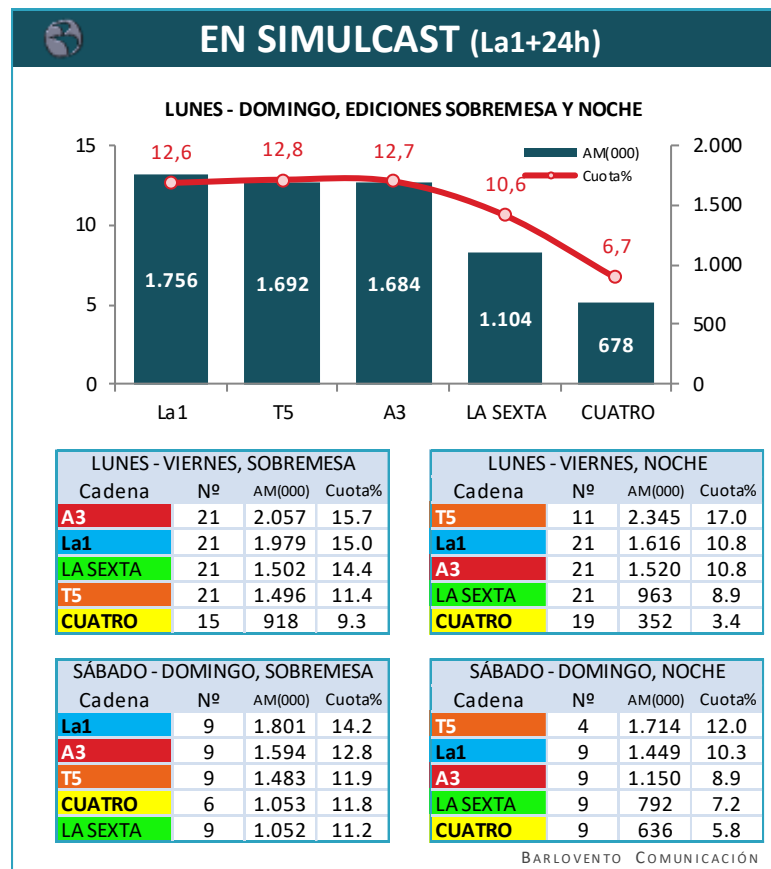 EN SIMULCAST (La1+24h)
LUNES - DOMINGO, EDICIONES SOBREMESA Y NOCHE
15
10
5
0
12,6
12,8
12,7
10,6
6,7
AM(000)
Cuota%
2.000
1.500
1.000
500
0
1.756
1.692
1.684
1.104
678
La1 T5 A3 LA SEXTA CUATRO
LUNES - VIERNES, SOBREMESA
Cadena Nº AM(000) Cuota%
A3 21 2.057 15.7
La1 21 1.979 15.0
LA SEXTA 21 1.502 14.4
T5 21 1.496 11.4
CUATRO 15 918 9.3
LUNES - VIERNES, NOCHE
Cadena Nº AM(000) Cuota%
T5 11 2.345 17.0
La1 21 1.616 10.8
A3 21 1.520 10.8
LA SEXTA 21 963 8.9
CUATRO 19 352 3.4
SÁBADO - DOMINGO, SOBREMESA
Cadena Nº AM(000) Cuota%
La1 9 1.801 14.2
A3 9 1.594 12.8
T5 9 1.483 11.9
CUATRO 6 1.053 11.8
LA SEXTA 9 1.052 11.2
SÁBADO - DOMINGO, NOCHE
Cadena Nº AM(000) Cuota%
T5 4 1.714 12.0
La1 9 1.449 10.3
A3 9 1.150 8.9
LA SEXTA 9 792 7.2
CUATRO 9 636 5.8
BARLOVENTO COMUNICACIÓN